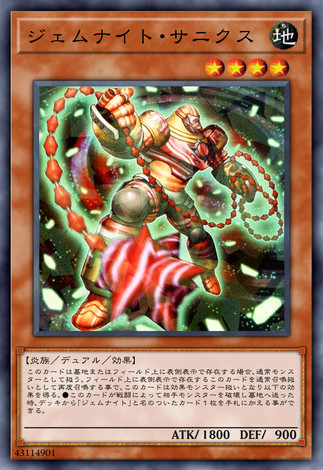 ジェムナイト・サニクス
地
【炎族／デュアル／効果】
このカードは墓地またはフィールド上に表側表示で存在する場合、通常モン
スターとして扱う。フィールド上に表側表示で存在するこのカードを通常召喚扱
いとして再度召喚する事で、このカードは効果モンスター扱いとなり以下の効
果を得る。●このカードが戦闘によって相手モンスターを破壊し墓地へ送った
時、デッキから「ジェムナイト」と名のついたカード１枚を手札に加える事がで
きる。
ATK/1800 DEF/ 900
43114901